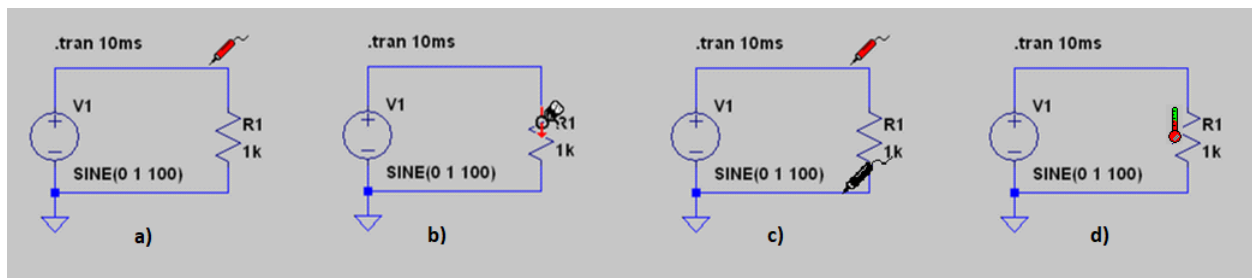 .tran 10ms
V1
R1
1k
SINE(0 1 100)
a)
.tran 10ms
V1
R1
1k
SINE(0 1 100)
b)
.tran 10ms
V1
R1
1k
SINE(0 1 100)
c)
.tran 10ms
V1
R1
1k
SINE(0 1 100)
d)